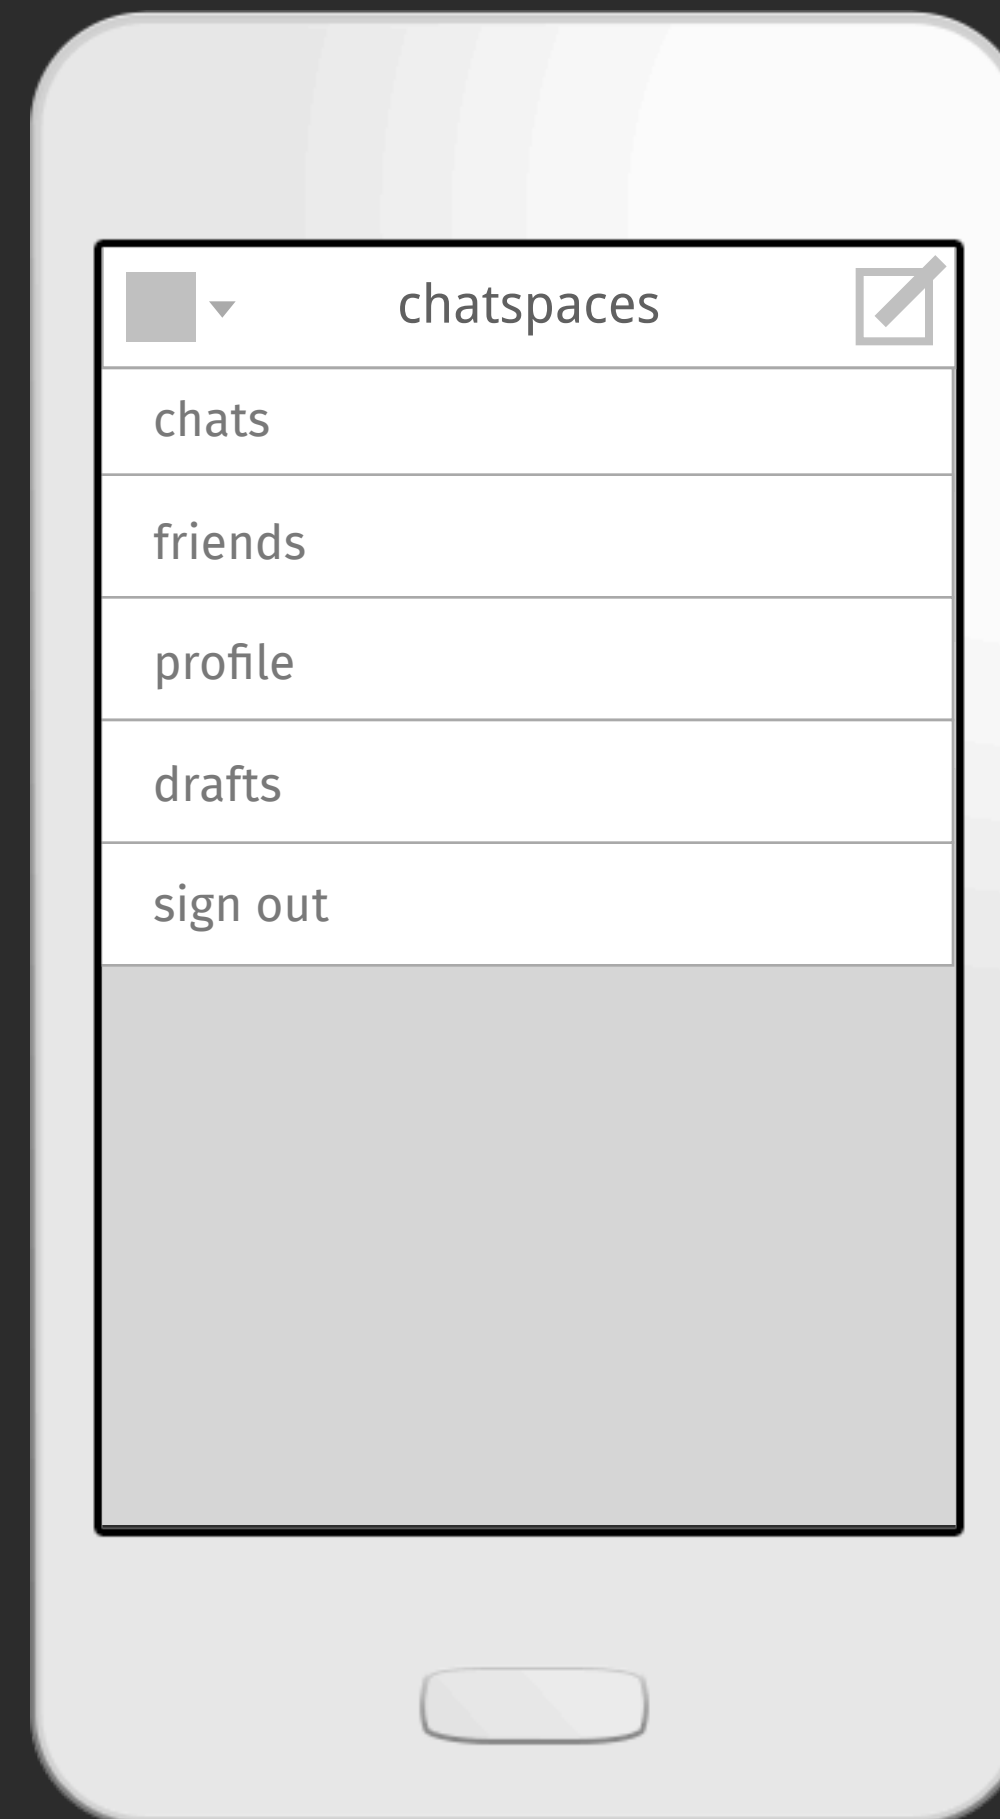 chatspaces
chats
friends
profile
drafts
sign out